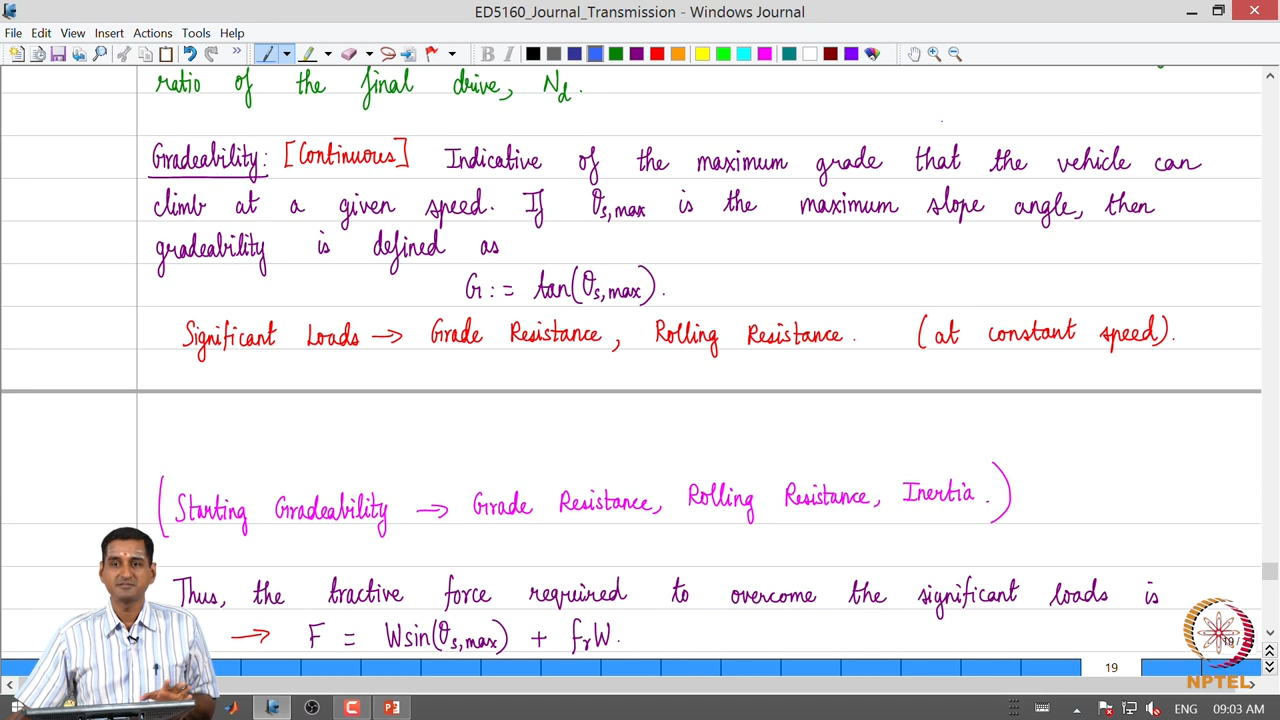 ED5160_Journal_Transmission - Windows Journal
File Edit View Insert Actions Tools Help
ratio of the final drive, Nd.
Gradeability: [Continuous] Indicative of the maximum grade that the vehicle can
climb at a given speed. If θs,max is the maximum slope angle, then
gradeability is defined as
G := tan(θs,max).
Significant Loads → Grade Resistance, Rolling Resistance. (at constant speed).
(Starting Gradeability → Grade Resistance, Rolling Resistance, Inertia.)
Thus, the tractive force required to overcome the significant loads is
→ F = Wsin(θs,max) + frW.
19
NPTEL
ENG 09:03 AM